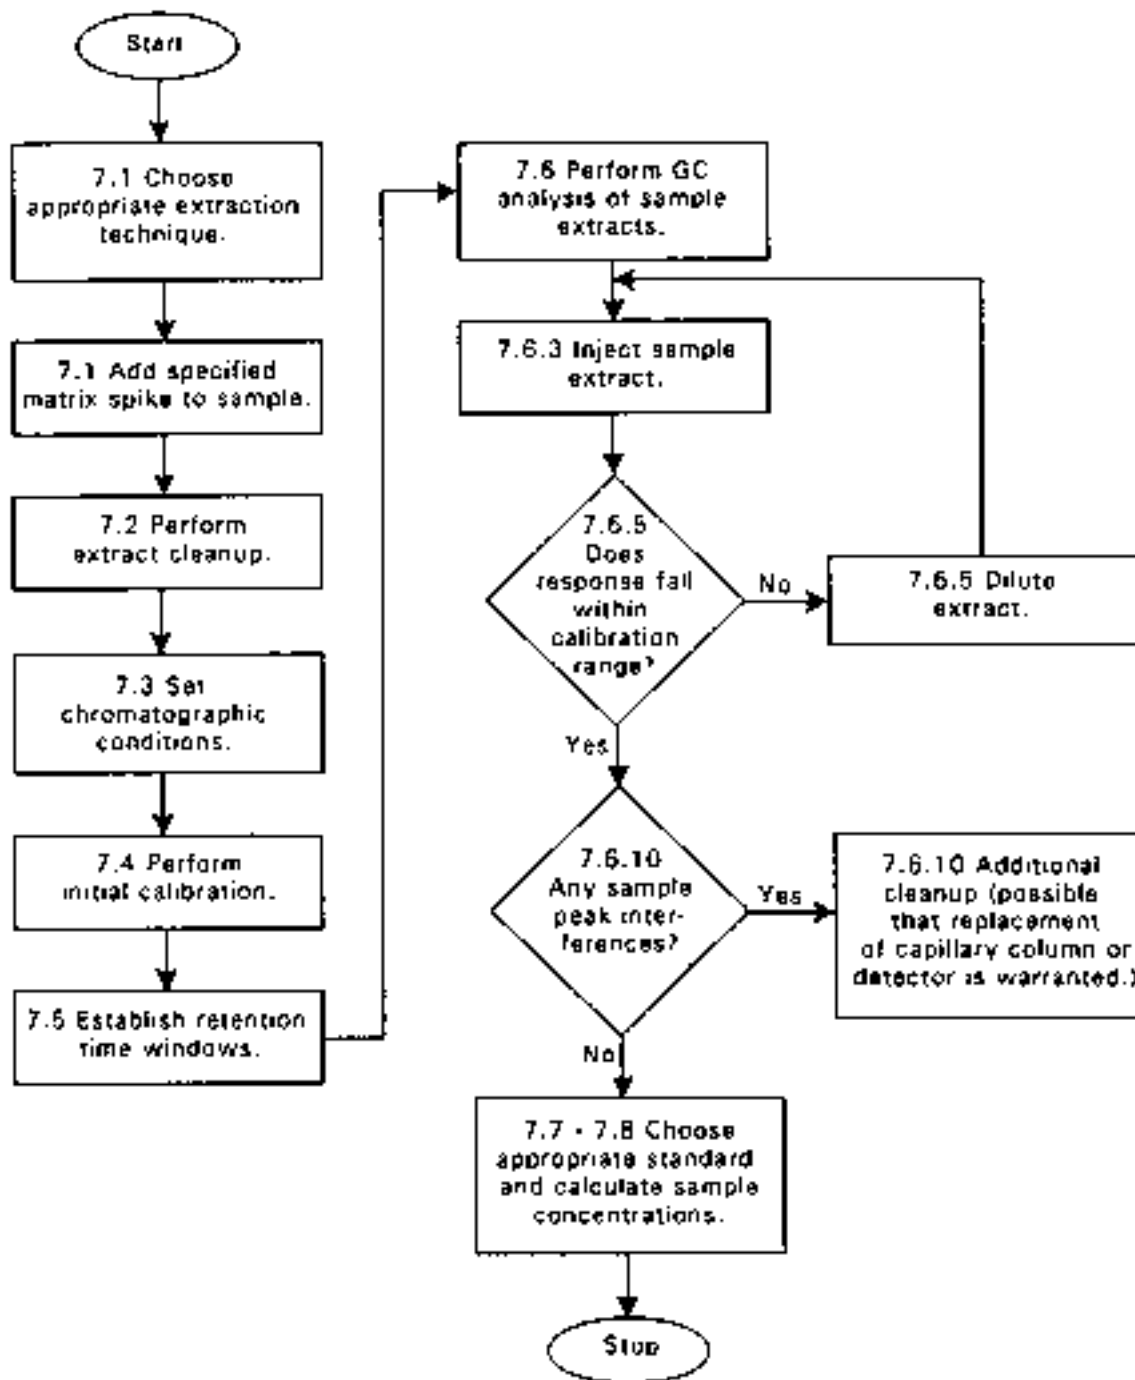 Start
7.1 Choose
appropriate extraction
technique.
7.1 Add specified
matrix spike to sample.
7.2 Perform
extract cleanup.
7.3 Set
chromatographic
conditions.
7.4 Perform
initial calibration.
7.5 Establish retention
time windows.
7.6 Perform GC
analysis of sample
extracts.
7.6.3 Inject sample
extract.
7.6.5
Does
response fall
within
calibration
range?
No
7.6.5 Dilute
extract.
Yes
7.6.10
Any sample
peak inter-
ferences?
Yes
7.6.10 Additional
cleanup (possible
that replacement
of capillary column or
detector is warranted.)
No
7.7 - 7.8 Choose
appropriate standard
and calculate sample
concentrations.
Stop